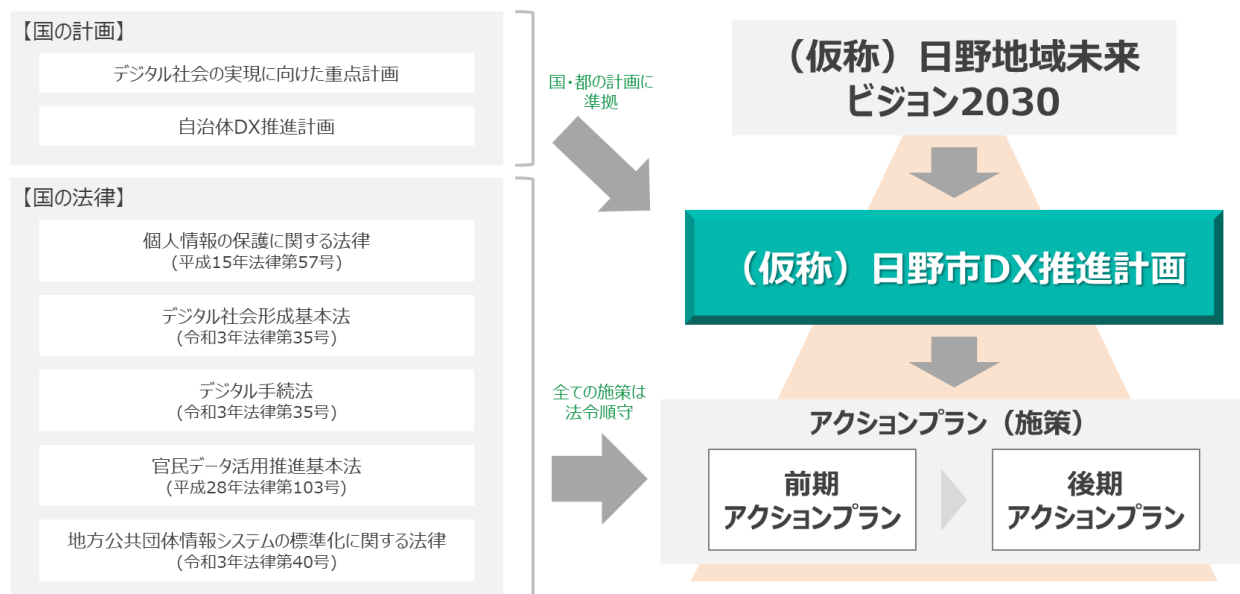 【国の計画】
デジタル社会の実現に向けた重点計画
自治体DX推進計画
【国の法律】
個人情報の保護に関する法律
(平成15年法律第57号)
デジタル社会形成基本法
(令和3年法律第35号)
デジタル手続法
(令和3年法律第35号)
官民データ活用推進基本法
(平成28年法律第103号)
地方公共団体情報システムの標準化に関する法律
(令和3年法律第40号)
国・都の計画に
準拠
全ての施策は
法令順守
（仮称）日野地域未来
ビジョン2030
（仮称）日野市DX推進計画
アクションプラン（施策）
前期
アクションプラン
後期
アクションプラン